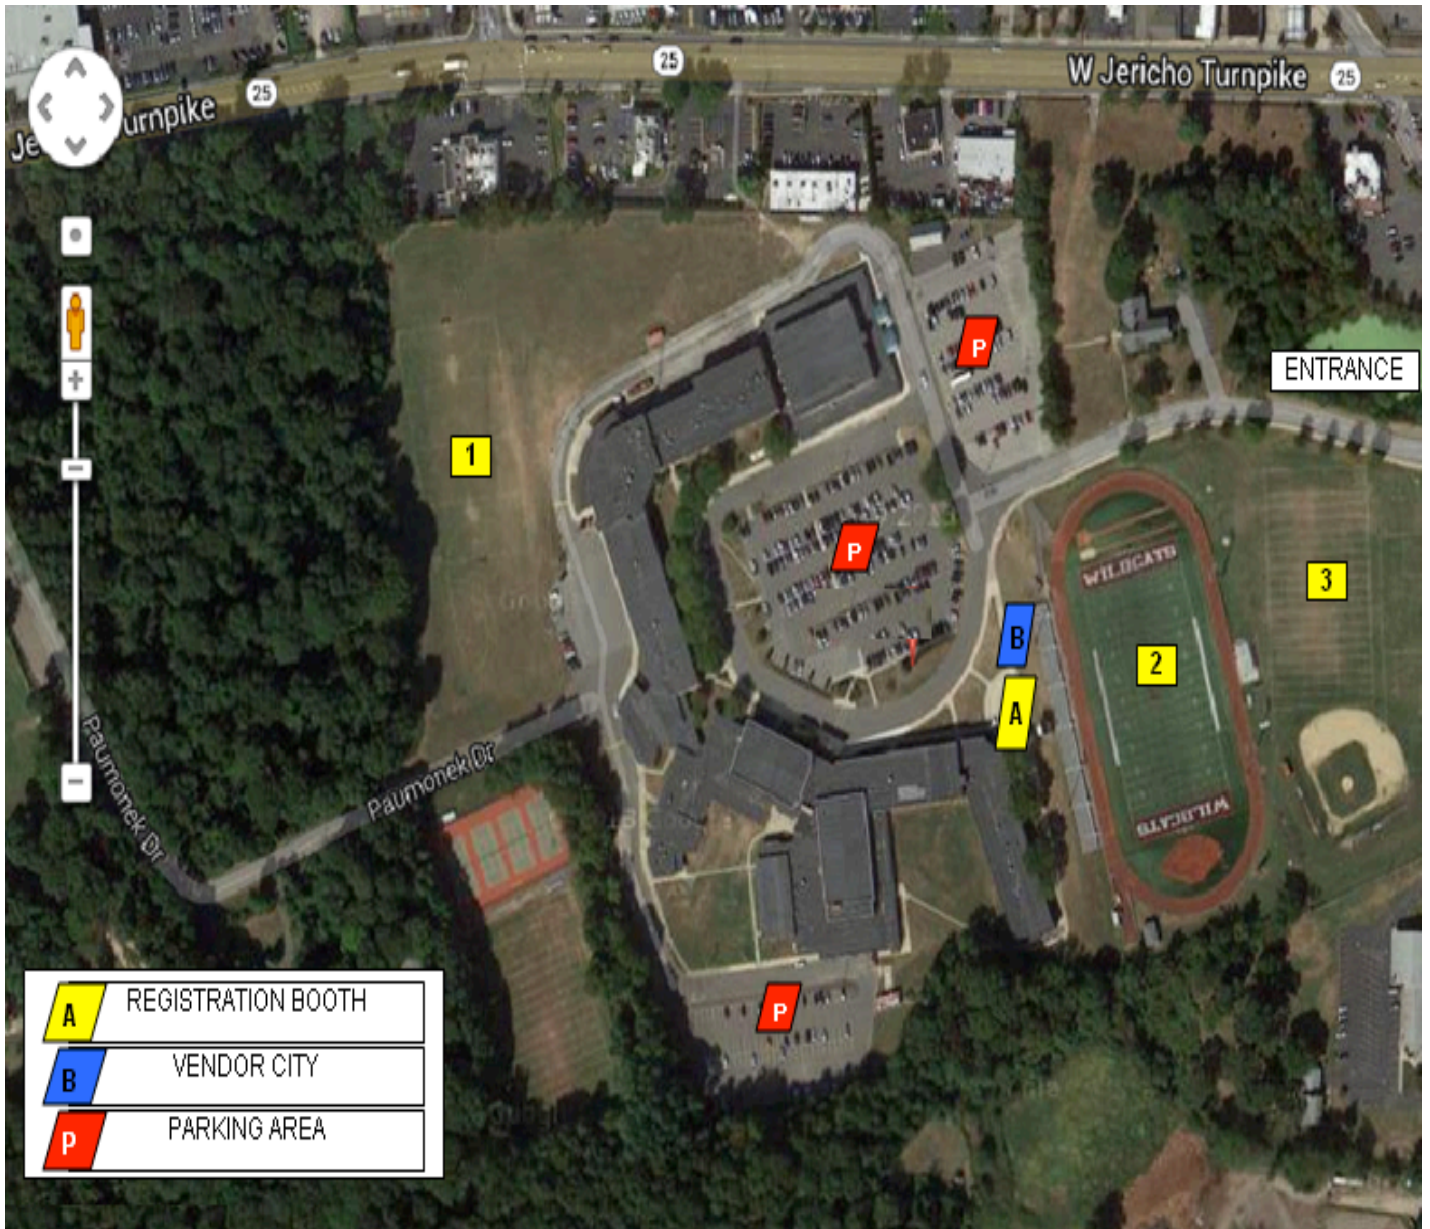 25
W Jericho Turnpike
25
25
urnpike
Je
P
ENTRANCE
1
P
WILDCATS
3
B
2
A
Paumonek Dr
Paumonek Dr
WILDCATS
P
A REGISTRATION BOOTH
B VENDOR CITY
P PARKING AREA